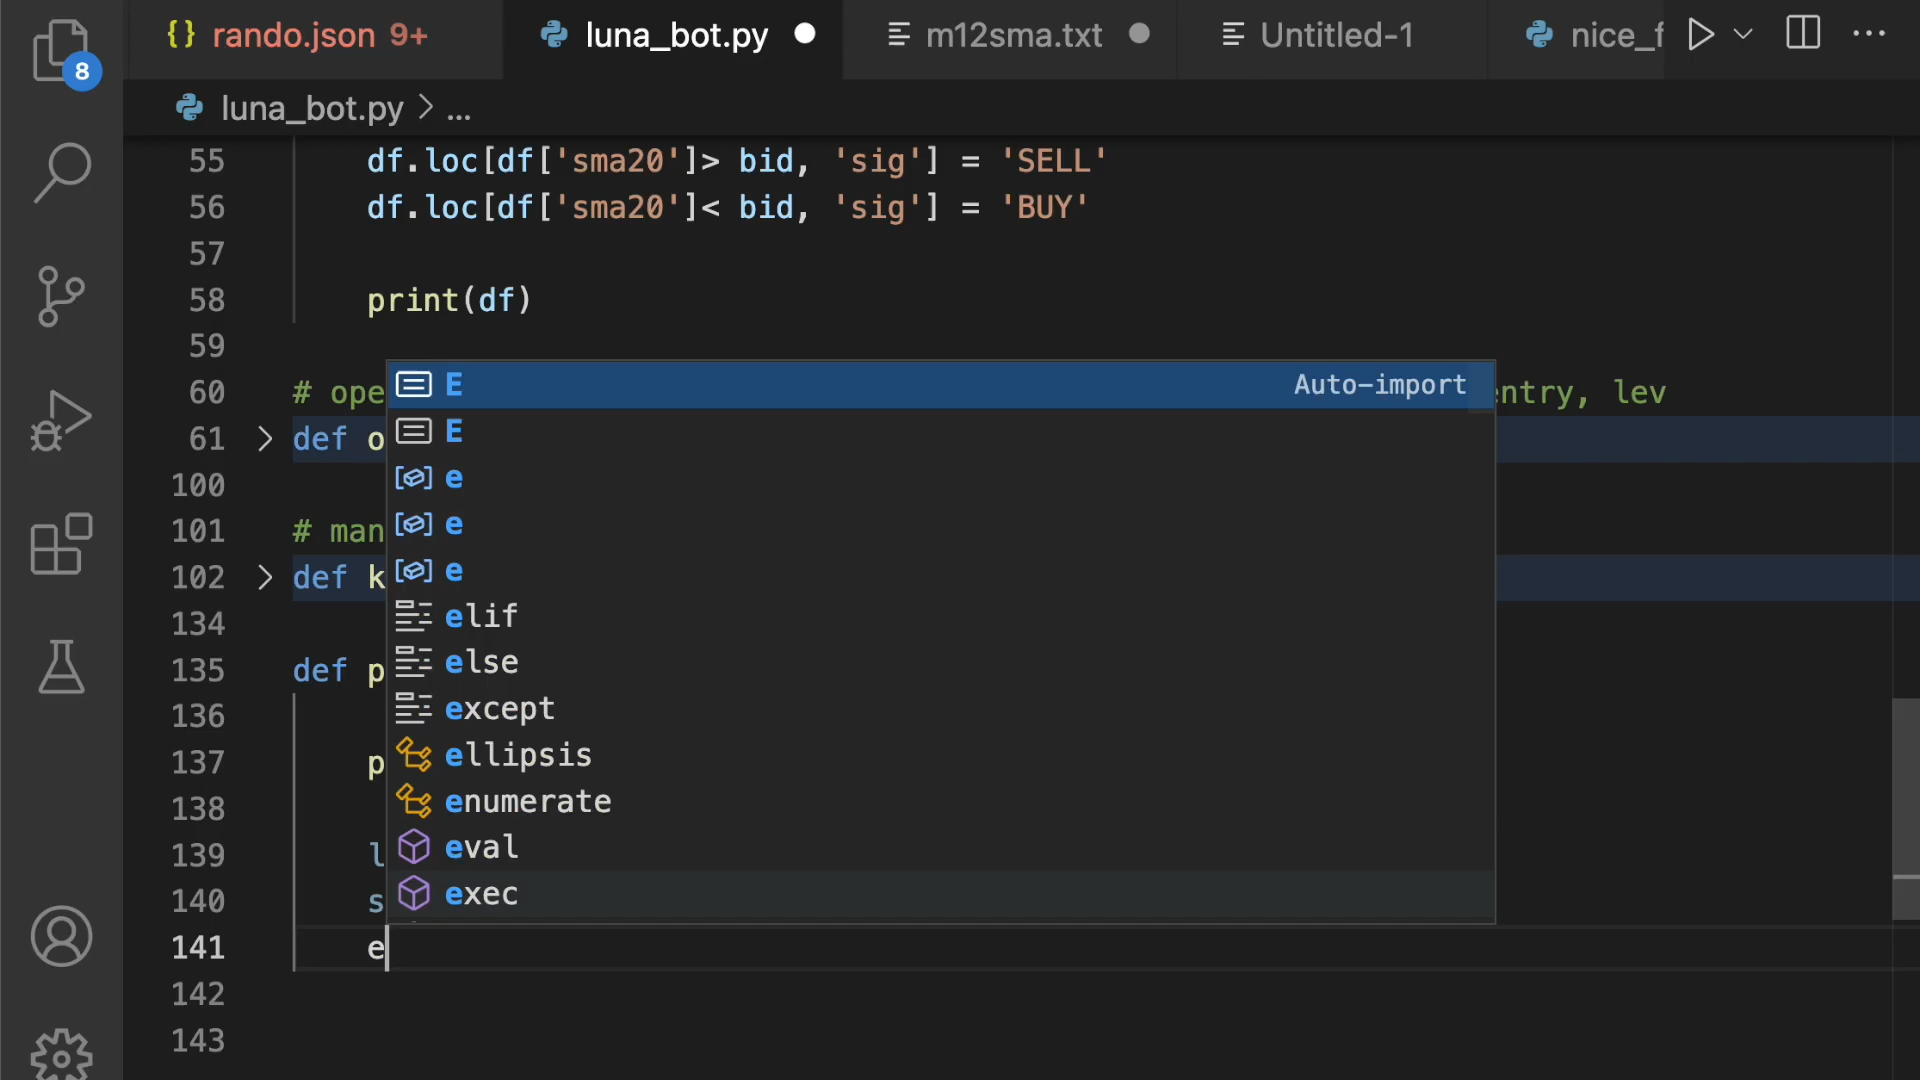 {} rando.json 9+ luna_bot.py m12sma.txt Untitled-1 nice_f
8
luna_bot.py > ...
55 df.loc[df['sma20']> bid, 'sig'] = 'SELL'
56 df.loc[df['sma20']< bid, 'sig'] = 'BUY'
57
58 print(df)
59
60 # ope entry, lev
61 def o
100
101 # man
102 def k
134
135 def p
136
137 p
138
139 l
140 s
141 e
142
143
E Auto-import
E
e
e
e
elif
else
except
ellipsis
enumerate
eval
exec